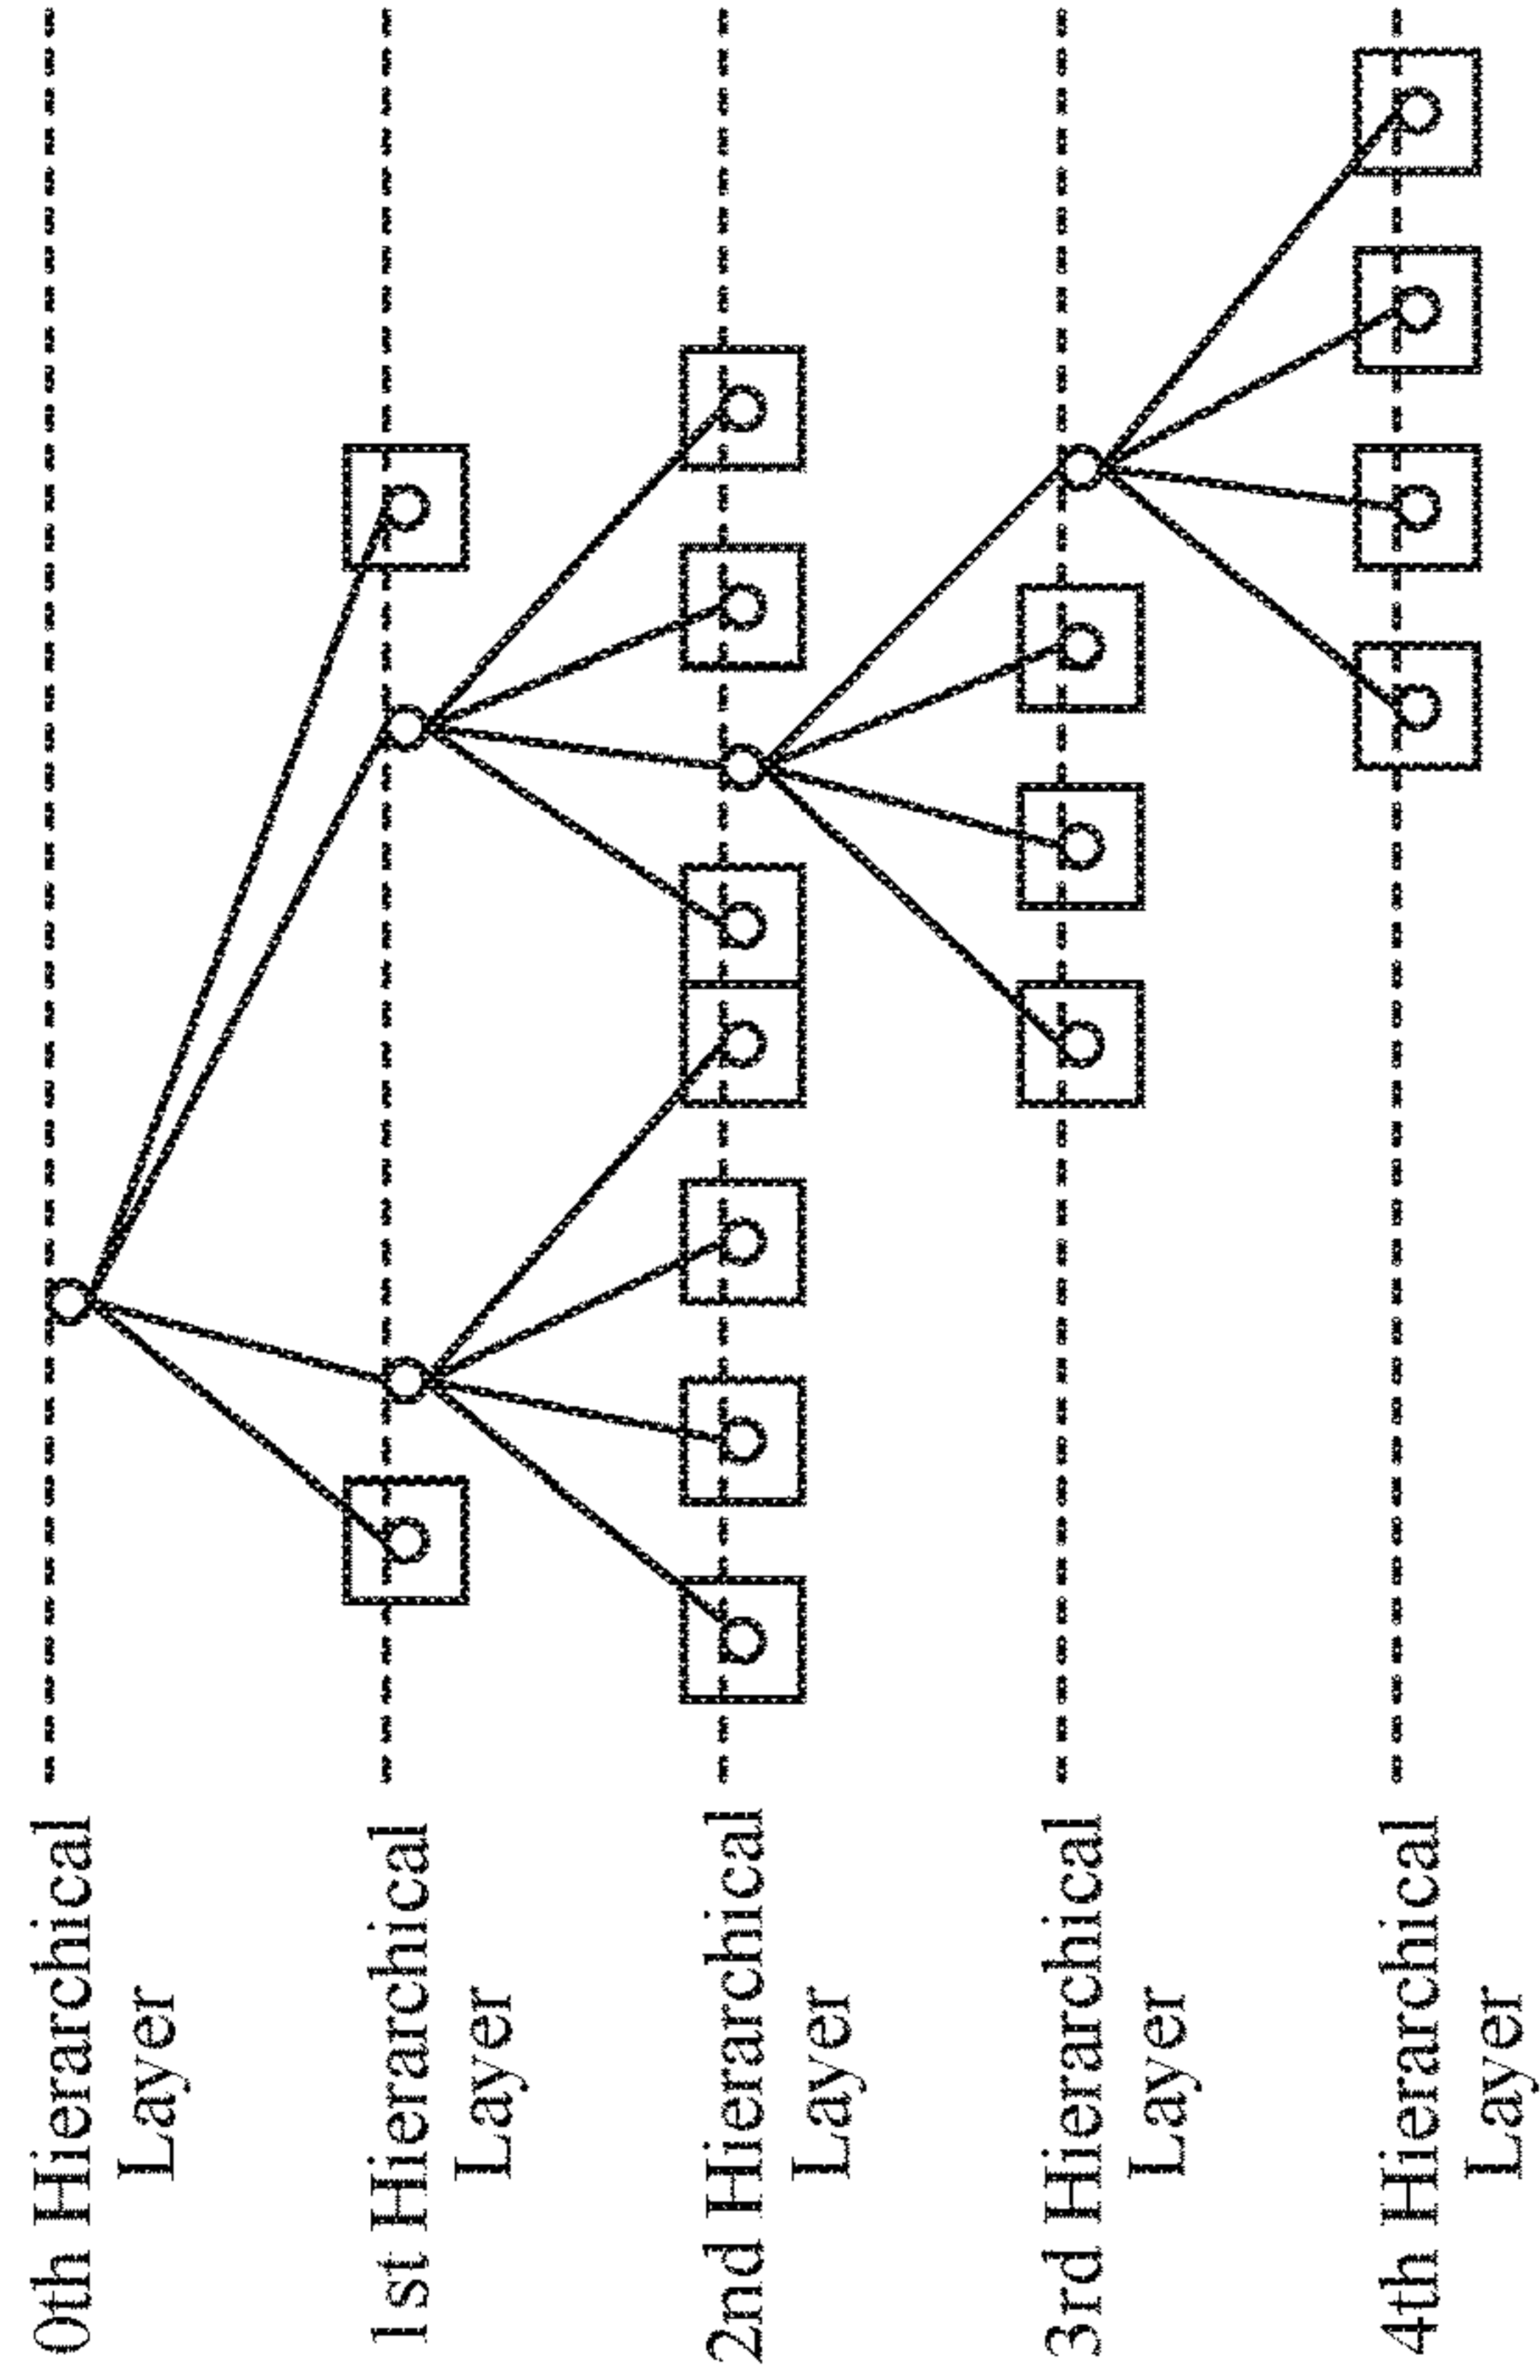 0th Hierarchical
Layer
1st Hierarchical
Layer
2nd Hierarchical
Layer
3rd Hierarchical
Layer
4th Hierarchical
Layer